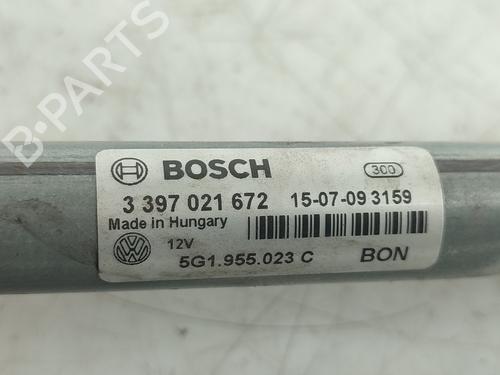 B-PARTS
BOSCH 300
3 397 021 672 15-07-09 3159
Made in Hungary
12V
5G1.955.023 C BON